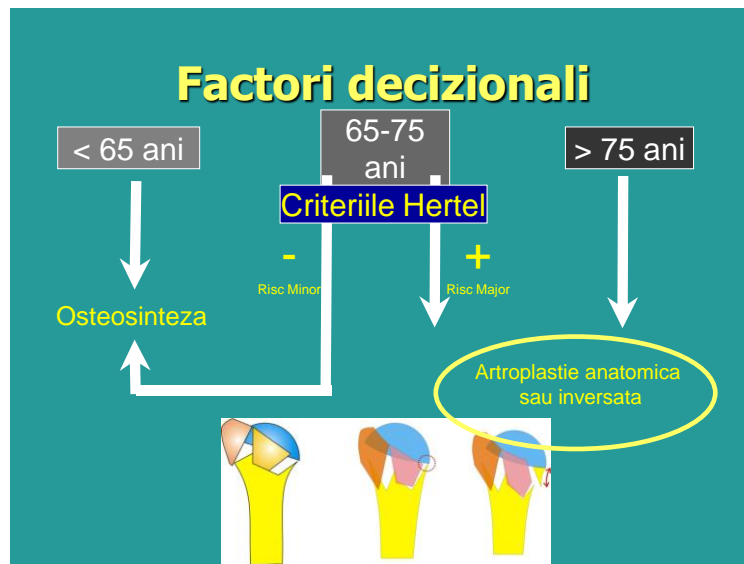 Factori decizionali
< 65 ani
65-75
ani
> 75 ani
Criteriile Hertel
-
+
Risc Minor
Risc Major
Osteosinteza
Artroplastie anatomica
sau inversata